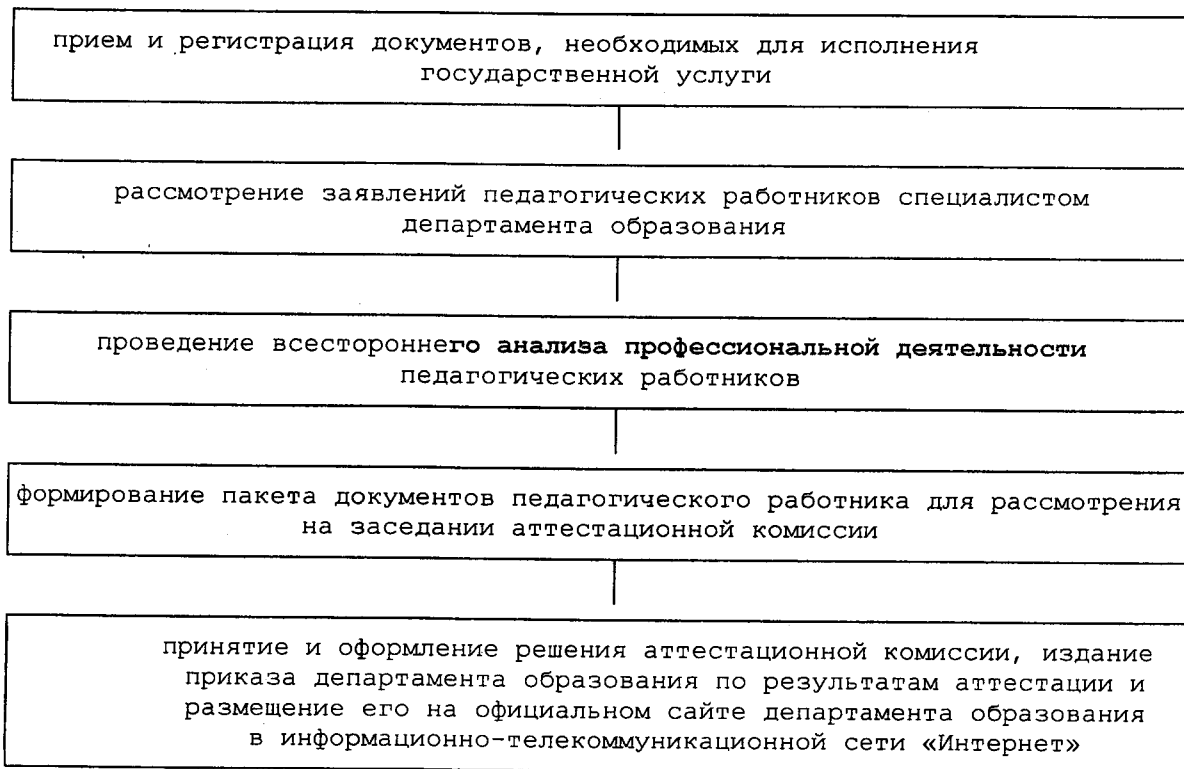 прием и регистрация документов, необходимых для исполнения
государственной услуги
рассмотрение заявлений педагогических работников специалистом
департамента образования
проведение всестороннего анализа профессиональной деятельности
педагогических работников
формирование пакета документов педагогического работника для рассмотрения
на заседании аттестационной комиссии
принятие и оформление решения аттестационной комиссии, издание
приказа департамента образования по результатам аттестации и
размещение его на официальном сайте департамента образования
в информационно-телекоммуникационной сети «Интернет»